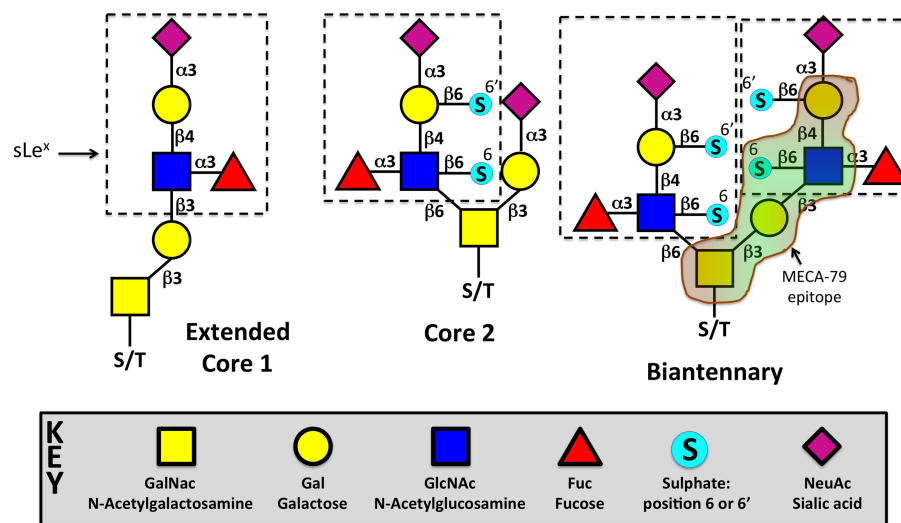 sLeˣ
α3
β4
α3
β3
β3
S/T
Extended
Core 1
α3
β6
S
6’
β4
α3
β6
S
6
α3
β6
β3
S/T
Core 2
α3
β6
S
6’
β4
α3
β6
S
6
β6
α3
6’
S
β6
β4
6
S
β6
α3
β3
β3
MECA-79
epitope
S/T
Biantennary
KEY
GalNac
N-Acetylgalactosamine
Gal
Galactose
GlcNAc
N-Acetylglucosamine
Fuc
Fucose
S
Sulphate:
position 6 or 6’
NeuAc
Sialic acid